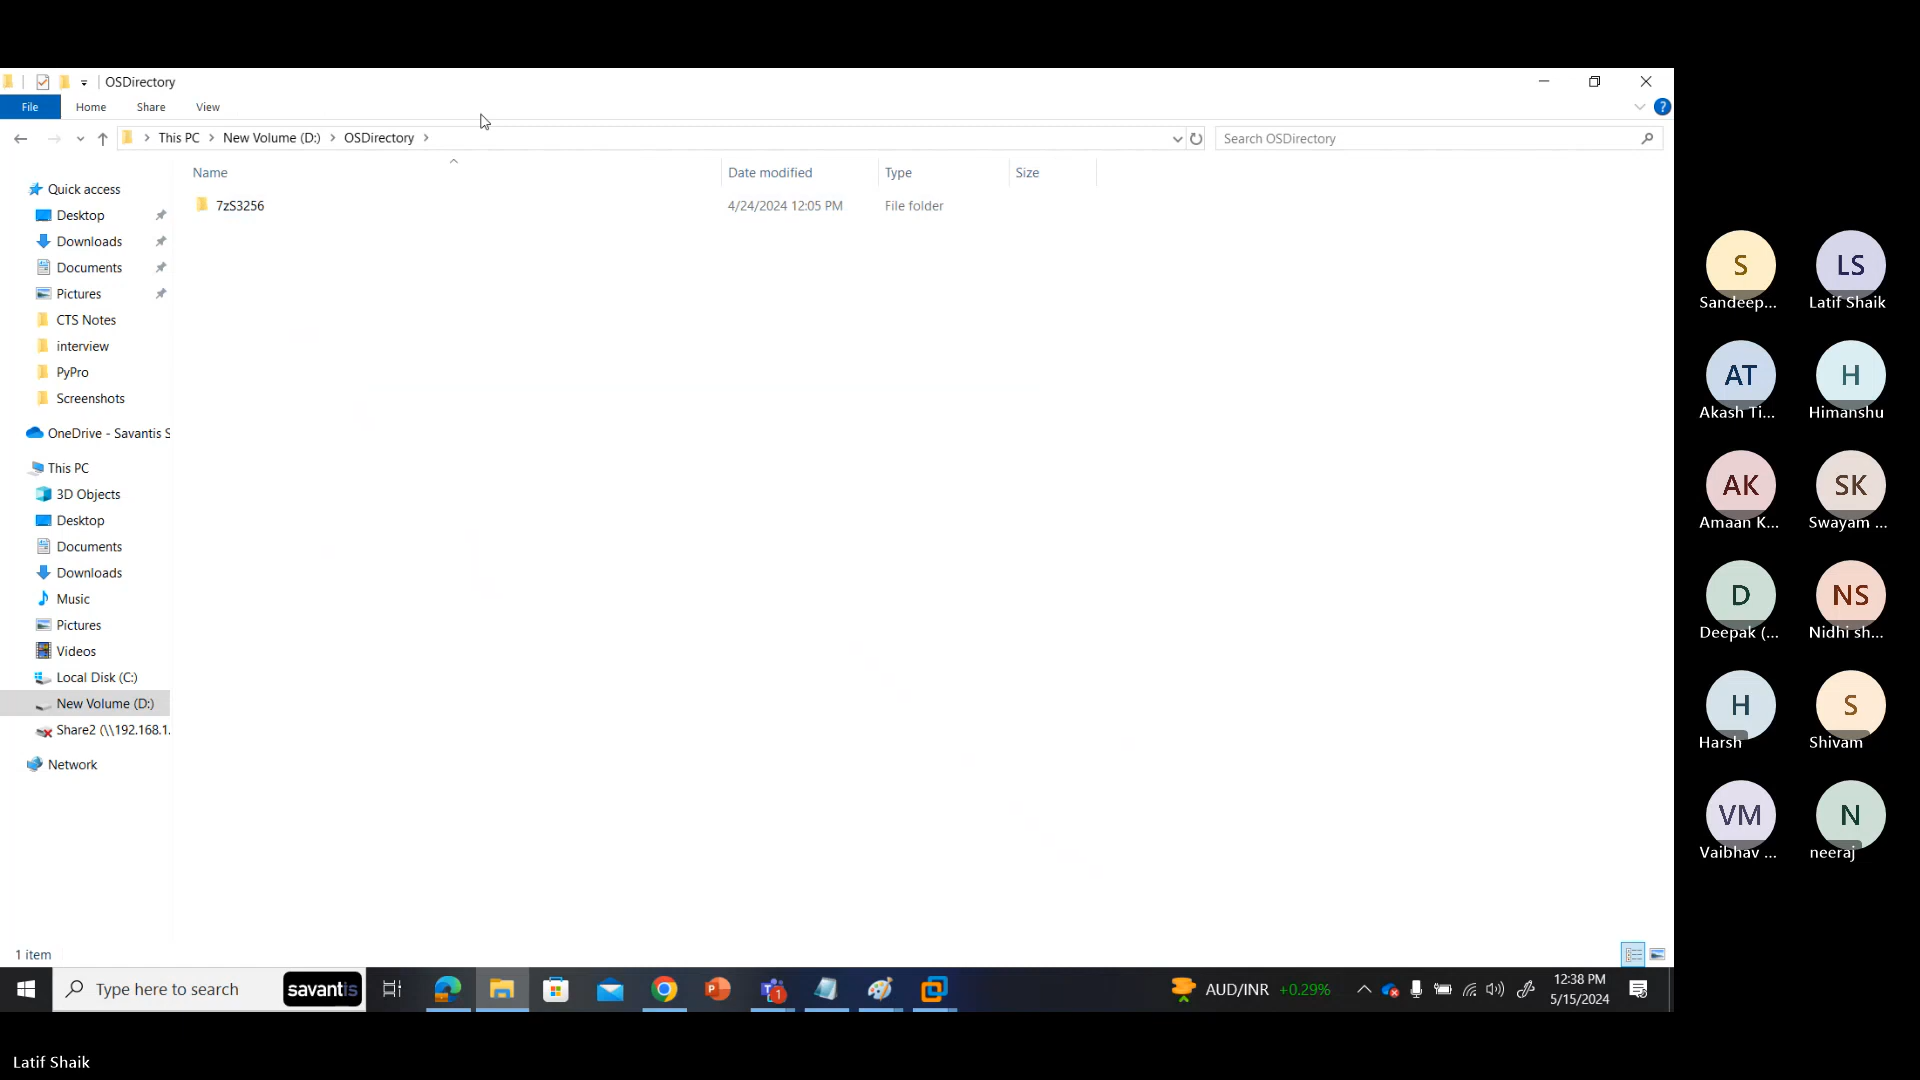 OSDirectory
File Home Share View
This PC New Volume (D:) OSDirectory
Search OSDirectory
Name Date modified Type Size
7zS3256 4/24/2024 12:05 PM File folder
Quick access
Desktop
Downloads
Documents
Pictures
CTS Notes
interview
PyPro
Screenshots
OneDrive - Savantis S
This PC
3D Objects
Desktop
Documents
Downloads
Music
Pictures
Videos
Local Disk (C:)
New Volume (D:)
Share2 (\\192.168.1.
Network
1 item
Type here to search
savantis
1
AUD/INR +0.29%
12:38 PM
5/15/2024
S LS
Sandeep... Latif Shaik
AT H
Akash Ti... Himanshu
AK SK
Amaan K... Swayam ...
D NS
Deepak (... Nidhi sh...
H S
Harsh Shivam
VM N
Vaibhav ... neeraj
Latif Shaik